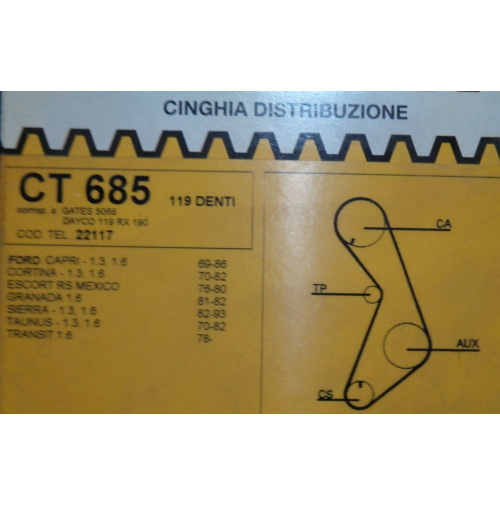 CINGHIA DISTRIBUZIONE
CT 685 119 DENTI
corrisp. a GATES 5068
DAYCO 119 RX 190
COD. TEL. 22117
FORD CAPRI - 1.3, 1.6 69-86
CORTINA - 1.3, 1.6 70-82
ESCORT RS MEXICO 76-80
GRANADA 1.6 81-82
SIERRA - 1.3, 1.6 82-93
TAUNUS - 1.3, 1.6 70-82
TRANSIT 1.6 78-
CA
TP
AUX
CS